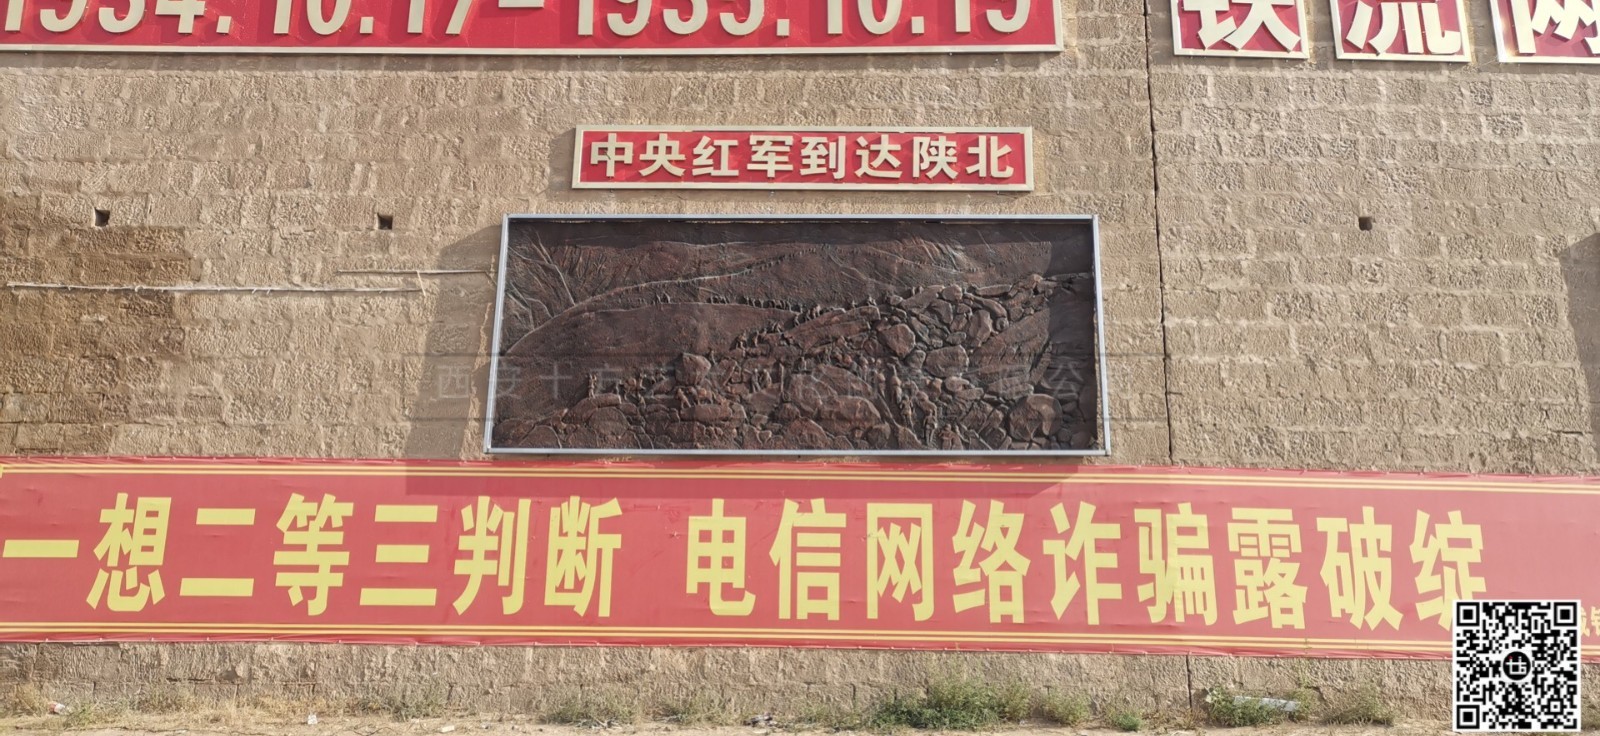 1934.10.17-1935.10.19
铁流网
中央红军到达陕北
一想二等三判断 电信网络诈骗露破绽